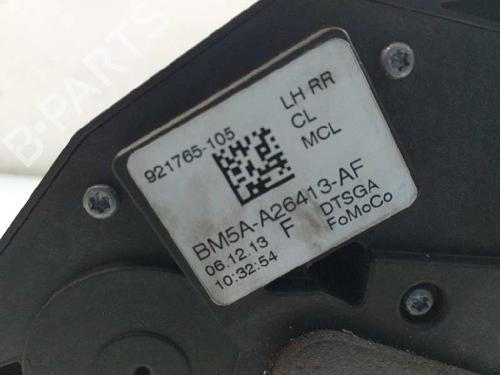 B-PARTS
921765-105
LH RR
CL
MCL
BM5A-A26413-AF
06.12.13 F DTSGA
10:32:54 FoMoCo